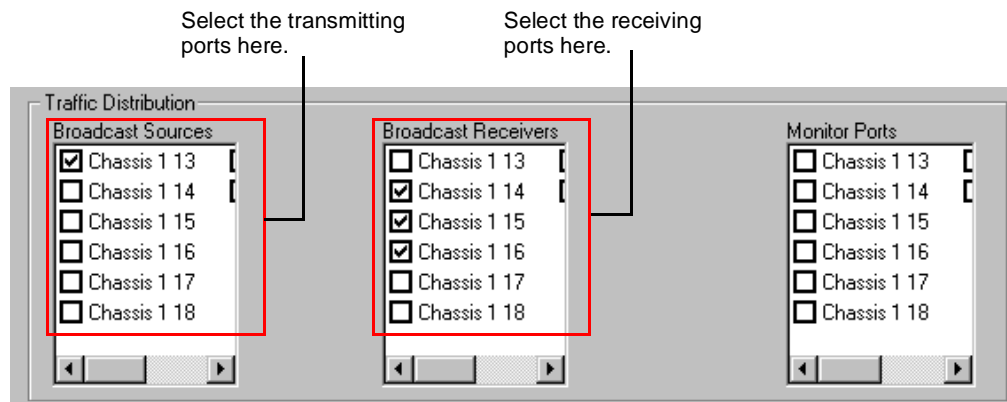 Select the transmitting
ports here.
Select the receiving
ports here.
Traffic Distribution
Broadcast Sources
Chassis 1 13
Chassis 1 14
Chassis 1 15
Chassis 1 16
Chassis 1 17
Chassis 1 18
Broadcast Receivers
Chassis 1 13
Chassis 1 14
Chassis 1 15
Chassis 1 16
Chassis 1 17
Chassis 1 18
Monitor Ports
Chassis 1 13
Chassis 1 14
Chassis 1 15
Chassis 1 16
Chassis 1 17
Chassis 1 18